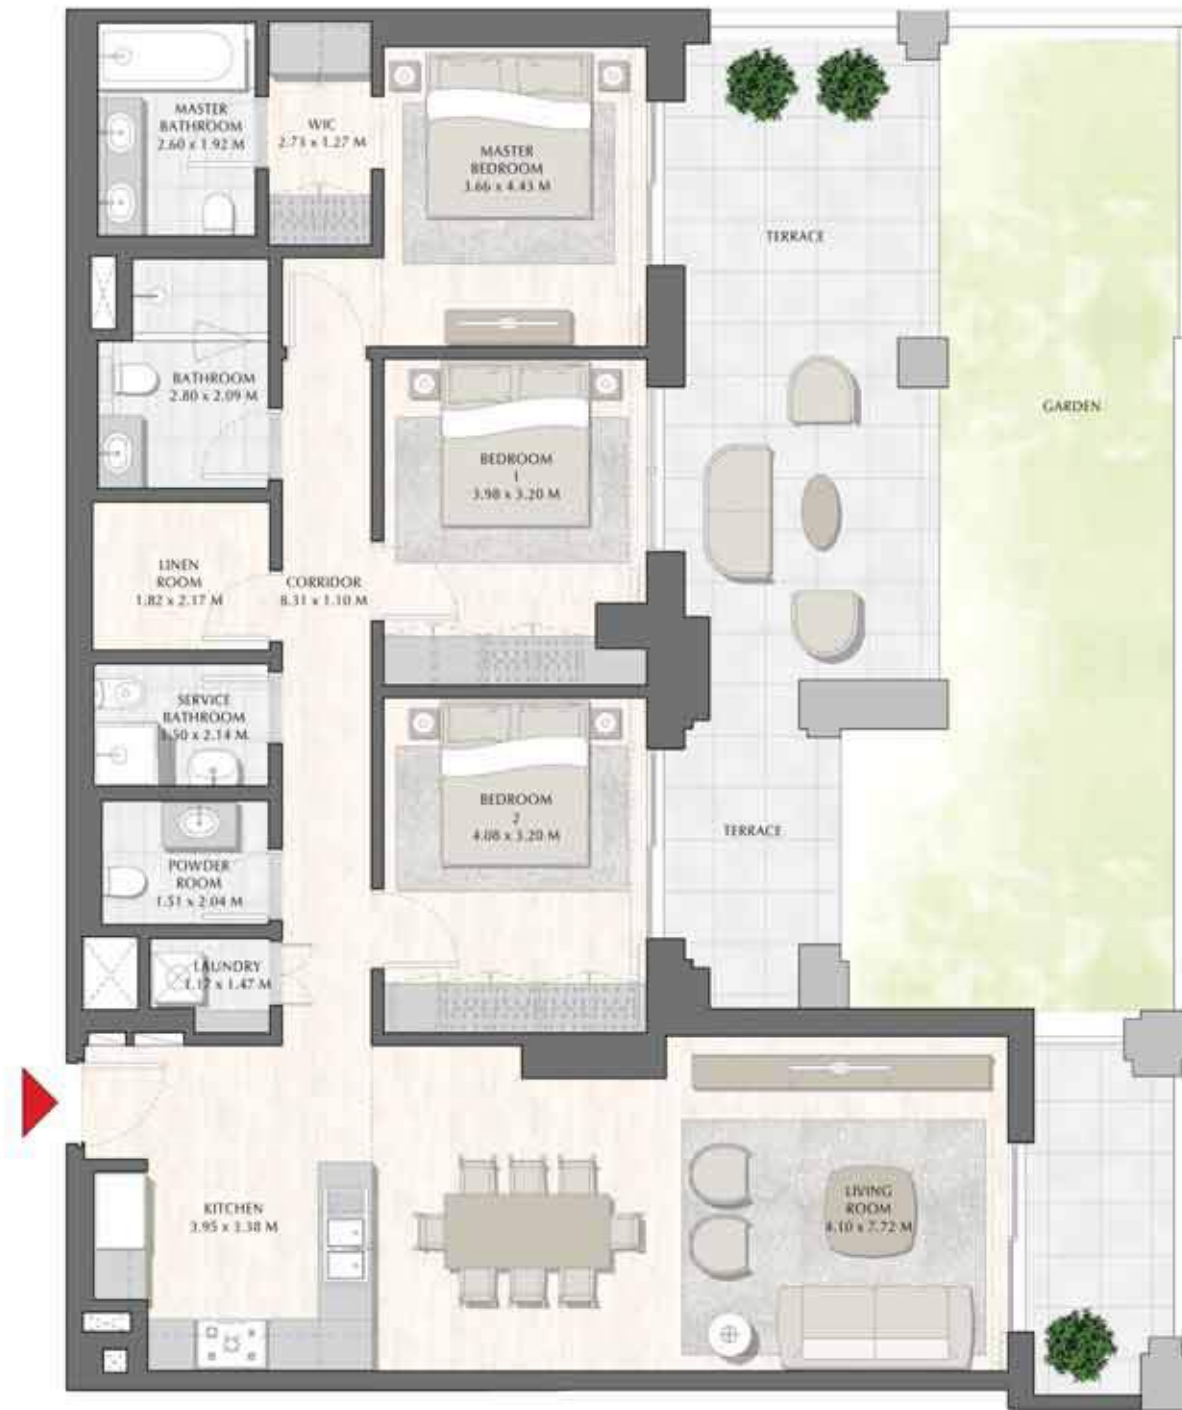 MASTER
BATHROOM
2.60 x 1.92 M
WIC
2.73 x 1.27 M
MASTER
BEDROOM
3.66 x 4.43 M
TERRACE
BATHROOM
2.80 x 2.09 M
GARDEN
BEDROOM
1
3.98 x 3.20 M
LINEN
ROOM
1.82 x 2.17 M
CORRIDOR
8.31 x 1.10 M
SERVICE
BATHROOM
1.50 x 2.14 M
BEDROOM
2
4.08 x 3.20 M
TERRACE
POWDER
ROOM
1.51 x 2.04 M
LAUNDRY
1.17 x 1.47 M
KITCHEN
3.95 x 3.38 M
LIVING
ROOM
4.10 x 7.72 M